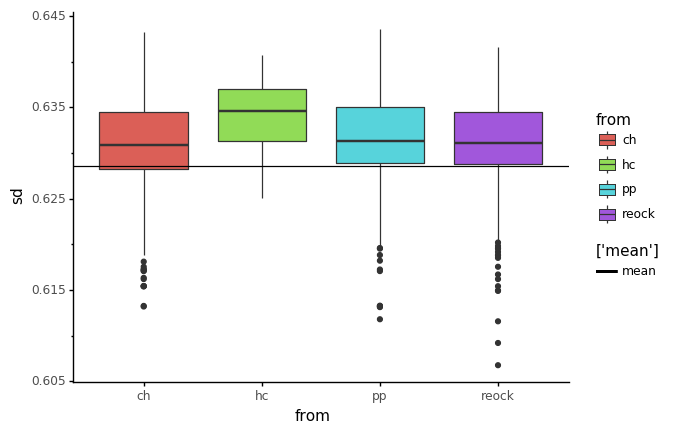 0.645
0.635
0.625
0.615
0.605
sd
ch
hc
pp
reock
from
from
ch
hc
pp
reock
['mean']
mean